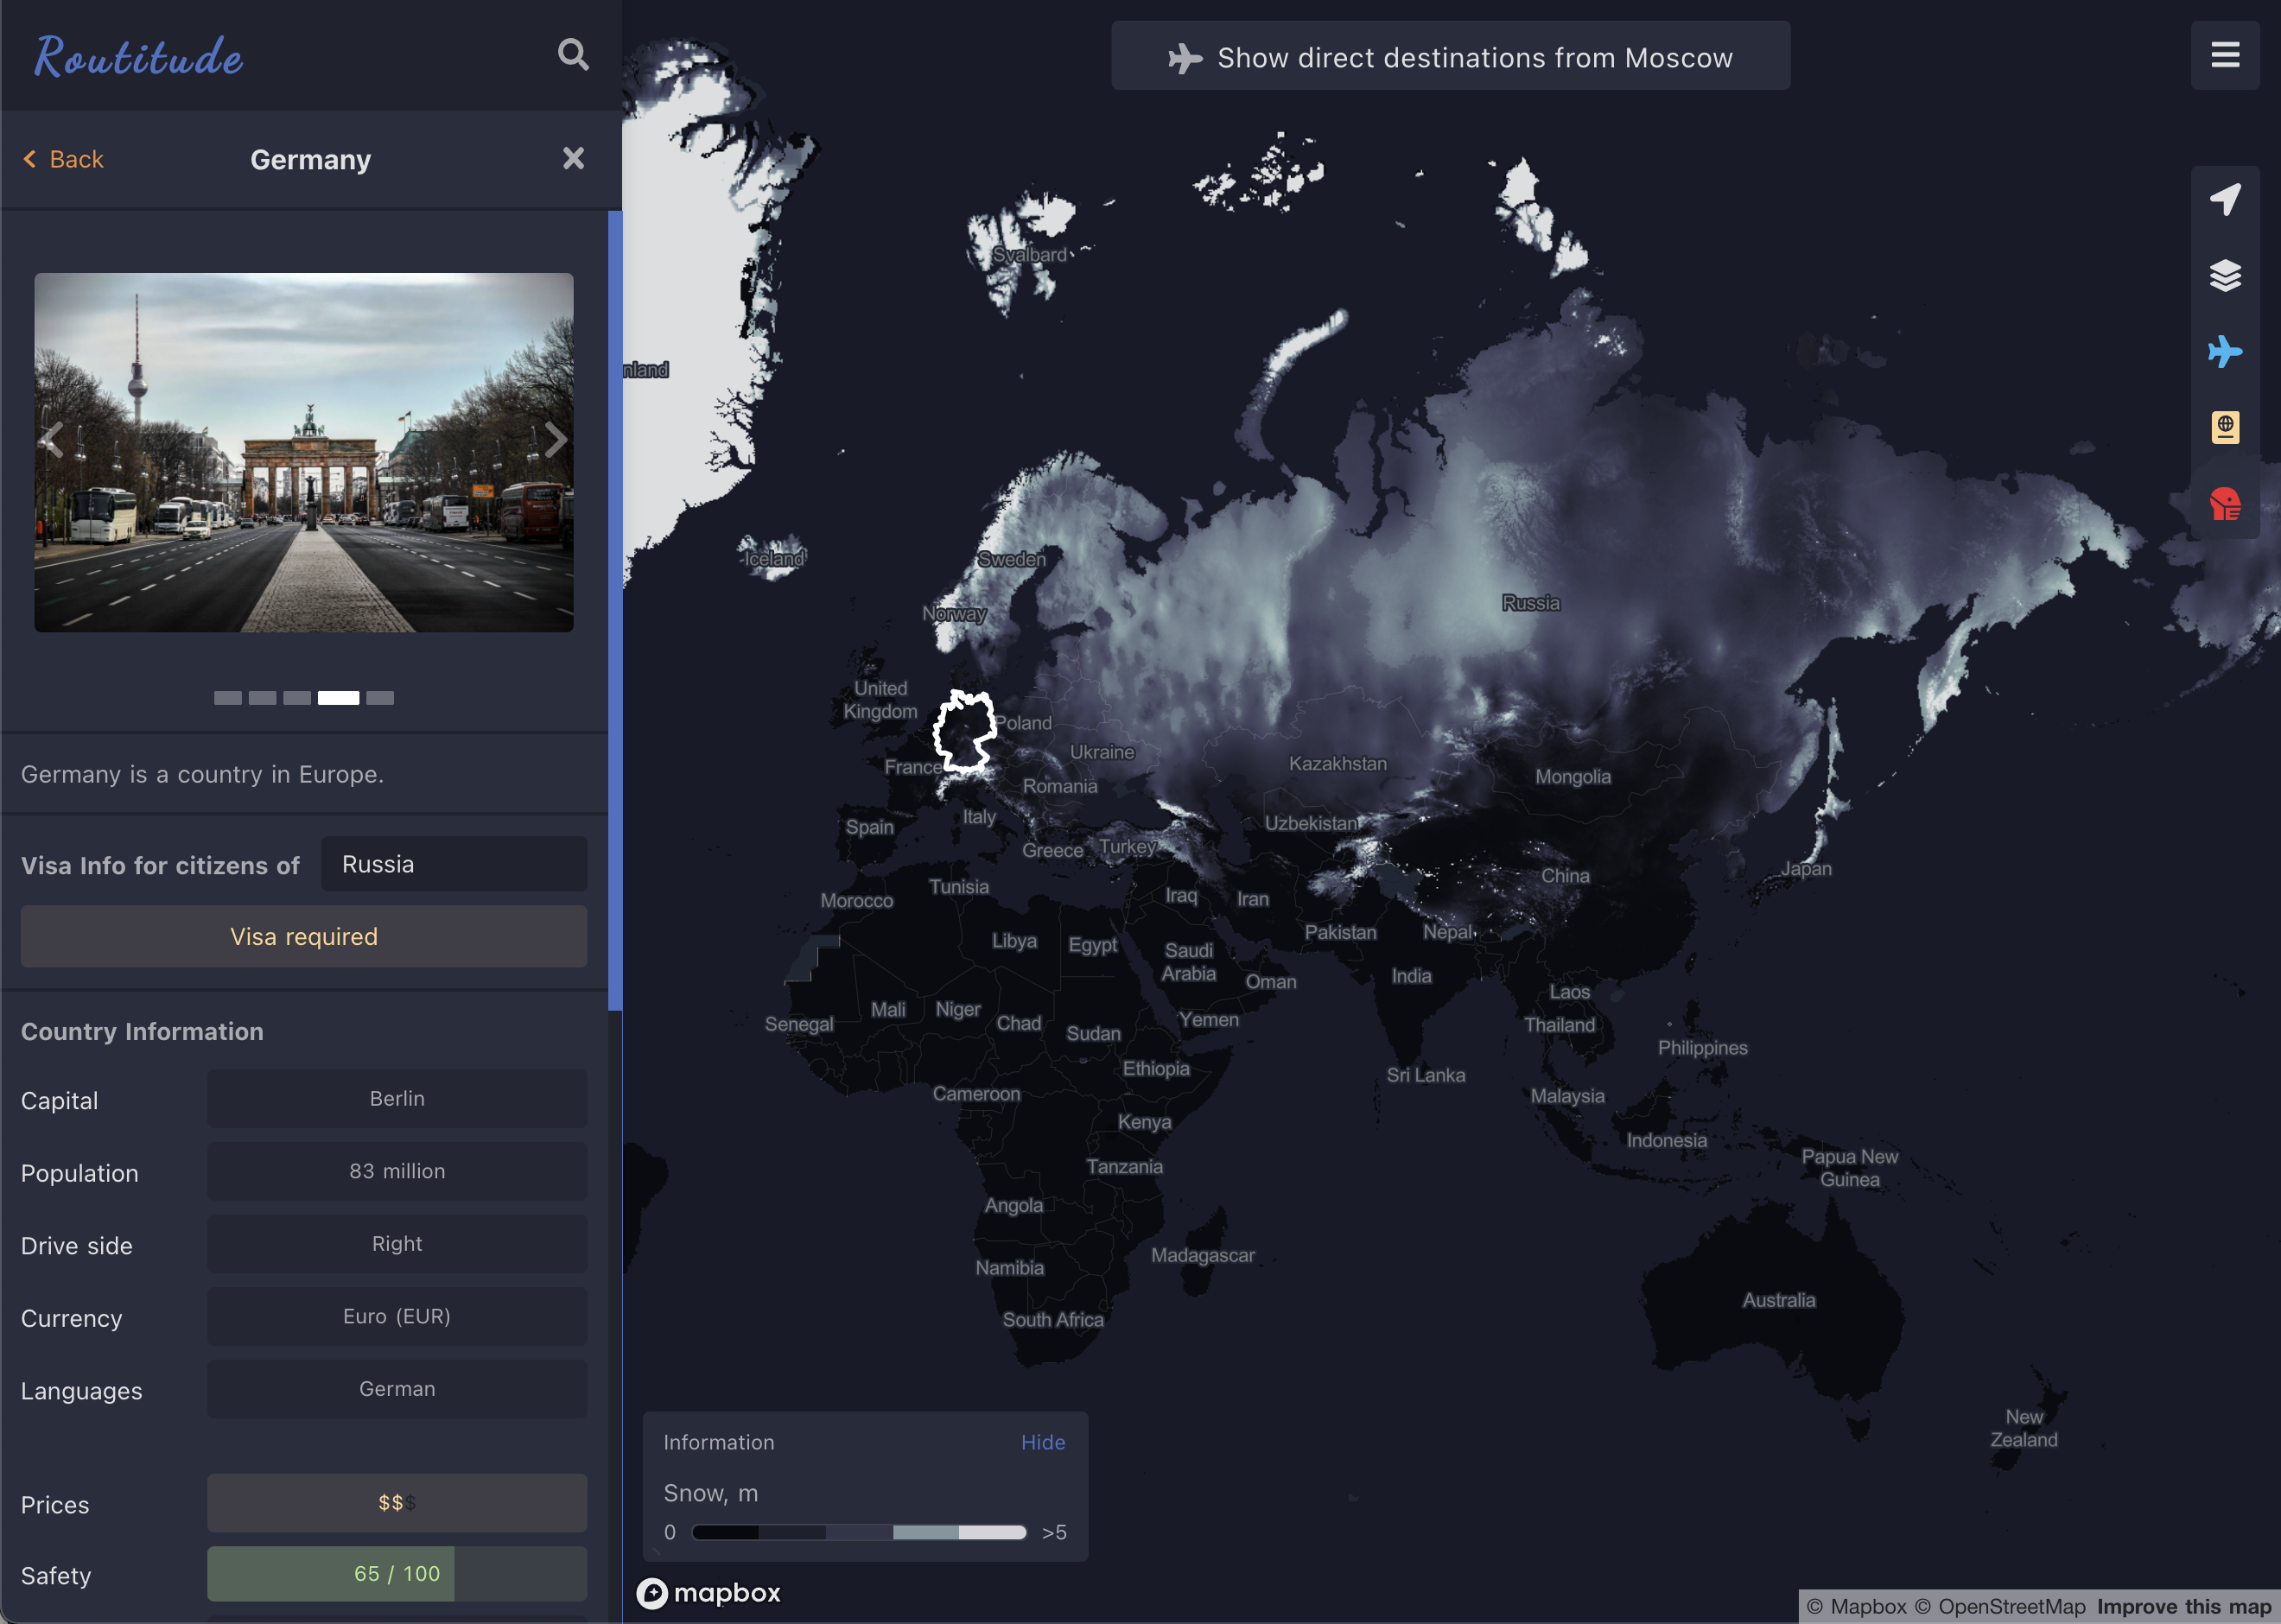 Routitude
Show direct destinations from Moscow
Back
Germany
Germany is a country in Europe.
Visa Info for citizens of
Russia
Visa required
Country Information
Capital
Berlin
Population
83 million
Drive side
Right
Currency
Euro (EUR)
Languages
German
Prices
$$$
Safety
65 / 100
Svalbard
nland
Iceland
Sweden
Norway
Russia
United
Kingdom
Poland
Ukraine
France
Kazakhstan
Mongolia
Romania
Italy
Spain
Uzbekistan
Greece
Turkey
Japan
China
Tunisia
Morocco
Iraq
Iran
Pakistan
Nepal
Libya
Egypt
Saudi
Arabia
Oman
India
Laos
Mali
Niger
Chad
Senegal
Sudan
Yemen
Thailand
Philippines
Ethiopia
Sri Lanka
Cameroon
Malaysia
Kenya
Indonesia
Tanzania
Papua New
Guinea
Angola
Madagascar
Namibia
Australia
South Africa
New
Zealand
Information
Hide
Snow, m
0
>5
mapbox
© Mapbox © OpenStreetMap Improve this map